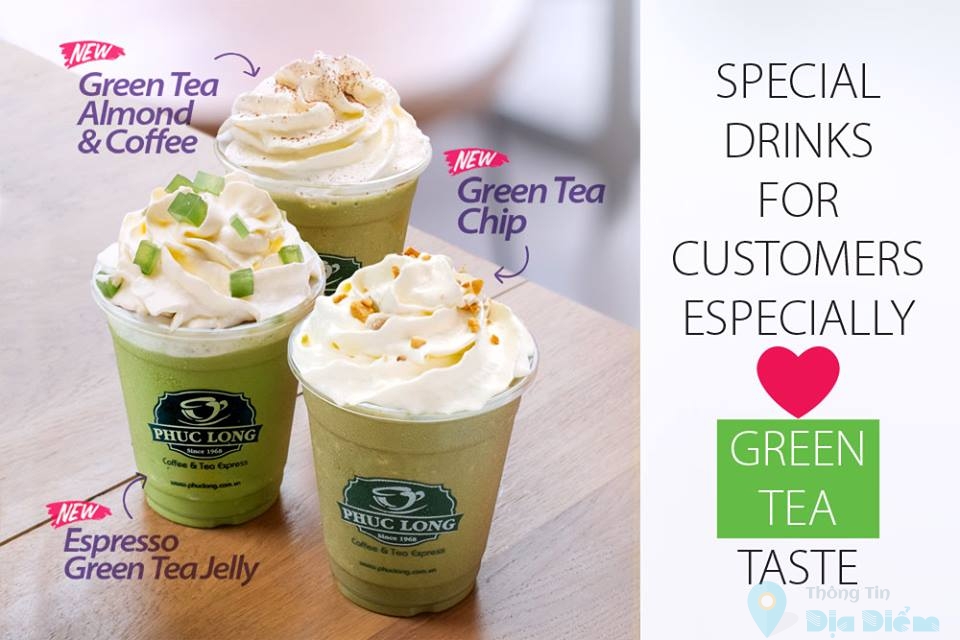 NEW
Green Tea
Almond
& Coffee
NEW
Green Tea
Chip
PHUC LONG
Since 1968
Coffee & Tea Express
www.phuclong.com.vn
PHUC LONG
Since 1968
Coffee & Tea Express
www.phuclong.com.vn
NEW
Espresso
Green Tea Jelly
SPECIAL
DRINKS
FOR
CUSTOMERS
ESPECIALLY
GREEN
TEA
TASTE
Thông Tin
Địa Điểm